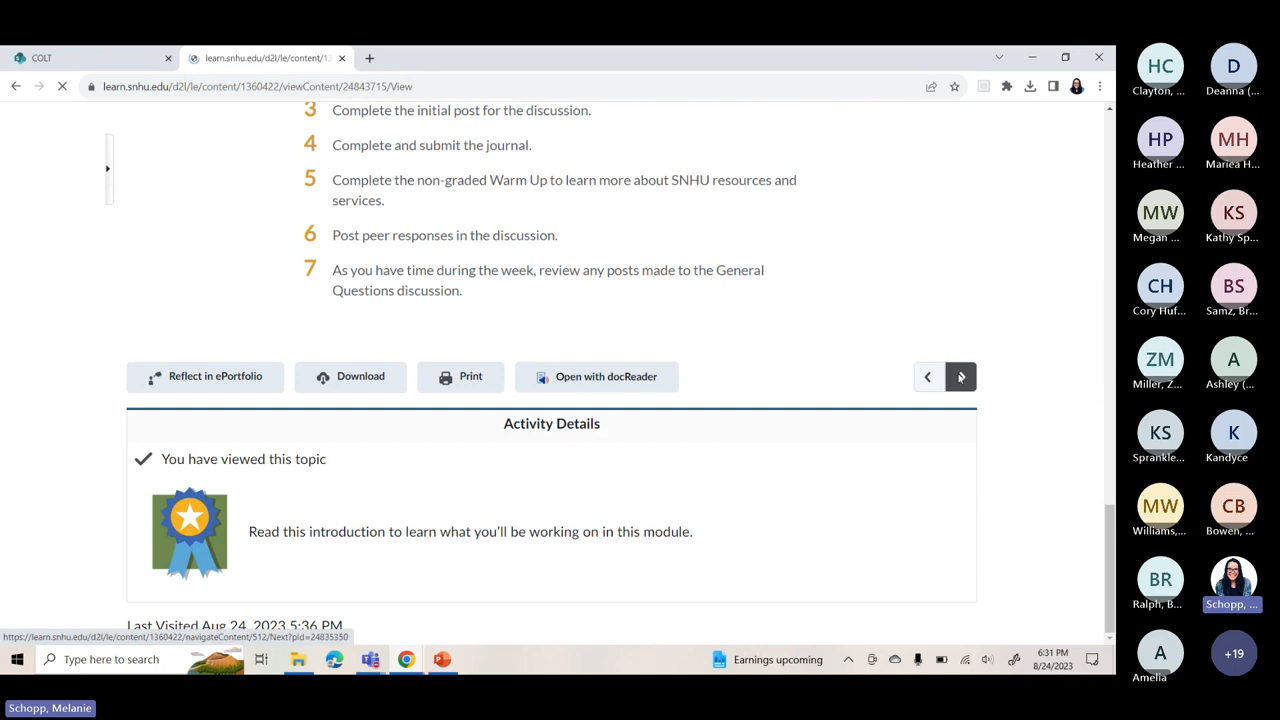 COLT
learn.snhu.edu/d2l/le/content/13
learn.snhu.edu/d2l/le/content/1360422/viewContent/24843715/View
3 Complete the initial post for the discussion.
4 Complete and submit the journal.
5 Complete the non-graded Warm Up to learn more about SNHU resources and
services.
6 Post peer responses in the discussion.
7 As you have time during the week, review any posts made to the General
Questions discussion.
Reflect in ePortfolio
Download
Print
Open with docReader
Activity Details
You have viewed this topic
Read this introduction to learn what you'll be working on in this module.
Last Visited Aug 24, 2023 5:36 PM
https://learn.snhu.edu/d2l/le/content/1360422/navigateContent/512/Next?pid=24835350
Type here to search
Earnings upcoming
6:31 PM
8/24/2023
Schopp, Melanie
HC
Clayton, ...
D
Deanna (...
HP
Heather ...
MH
Mariea H...
MW
Megan ...
KS
Kathy Sp...
CH
Cory Huf...
BS
Samz, Br...
ZM
Miller, Z...
A
Ashley (...
KS
Sprankle...
K
Kandyce
MW
Williams,...
CB
Bowen, ...
BR
Ralph, B...
Schopp, ...
A
Amelia
+19